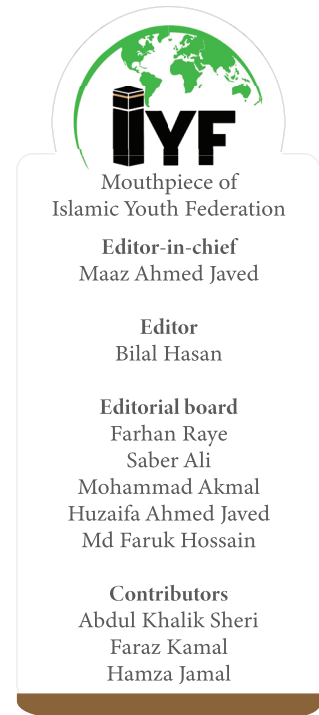 IYF
Mouthpiece of
Islamic Youth Federation
Editor-in-chief
Maaz Ahmed Javed
Editor
Bilal Hasan
Editorial board
Farhan Raye
Saber Ali
Mohammad Akmal
Huzaifa Ahmed Javed
Md Faruk Hossain
Contributors
Abdul Khalik Sheri
Faraz Kamal
Hamza Jamal